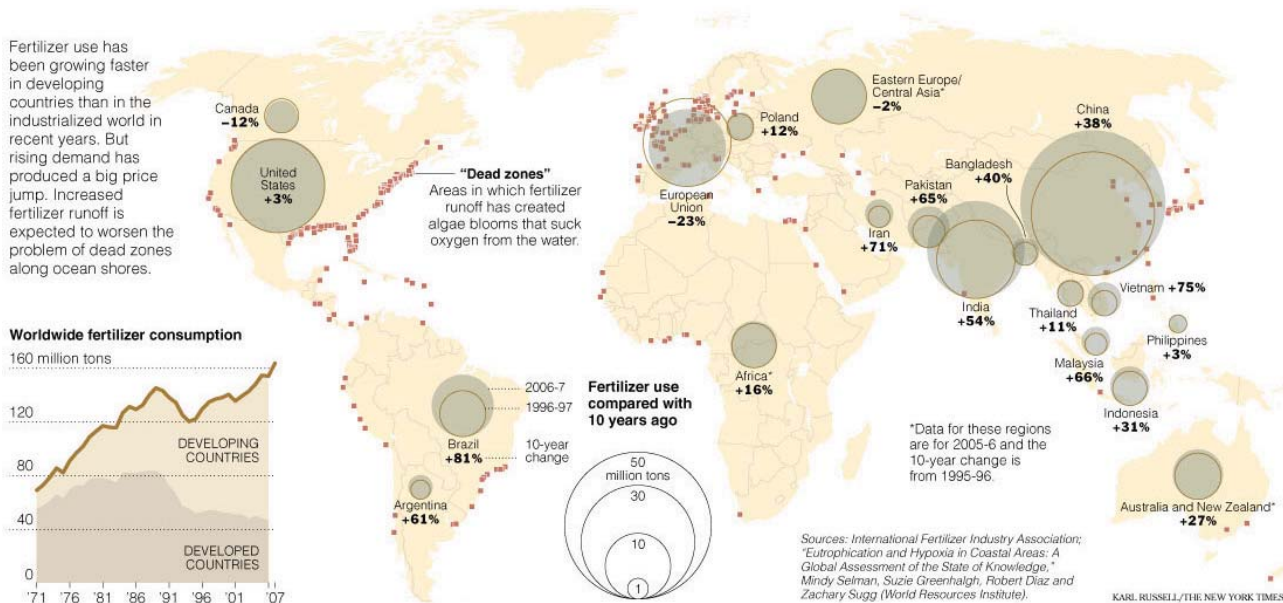 Fertilizer use has
been growing faster
in developing
countries than in the
industrialized world in
recent years. But
rising demand has
produced a big price
jump. Increased
fertilizer runoff is
expected to worsen the
problem of dead zones
along ocean shores.
Canada
–12%
United
States
+3%
"Dead zones"
Areas in which fertilizer
runoff has created
algae blooms that suck
oxygen from the water.
European
Union
–23%
Poland
+12%
Eastern Europe/
Central Asia*
–2%
China
+38%
Bangladesh
+40%
Pakistan
+65%
Iran
+71%
India
+54%
Thailand
+11%
Vietnam +75%
Philippines
+3%
Malaysia
+66%
Indonesia
+31%
Africa*
+16%
Australia and New Zealand*
+27%
Brazil
+81%
2006-7
1996-97
10-year
change
Argentina
+61%
Worldwide fertilizer consumption
160 million tons
120
80
40
0
DEVELOPING
COUNTRIES
DEVELOPED
COUNTRIES
'71 '76 '81 '86 '91 '96 '01 '07
Fertilizer use
compared with
10 years ago
50
million tons
30
10
1
*Data for these regions
are for 2005-6 and the
10-year change is
from 1995-96.
Sources: International Fertilizer Industry Association;
"Eutrophication and Hypoxia in Coastal Areas: A
Global Assessment of the State of Knowledge,"
Mindy Selman, Suzie Greenhalgh, Robert Diaz and
Zachary Sugg (World Resources Institute).
KARL RUSSELL/THE NEW YORK TIMES